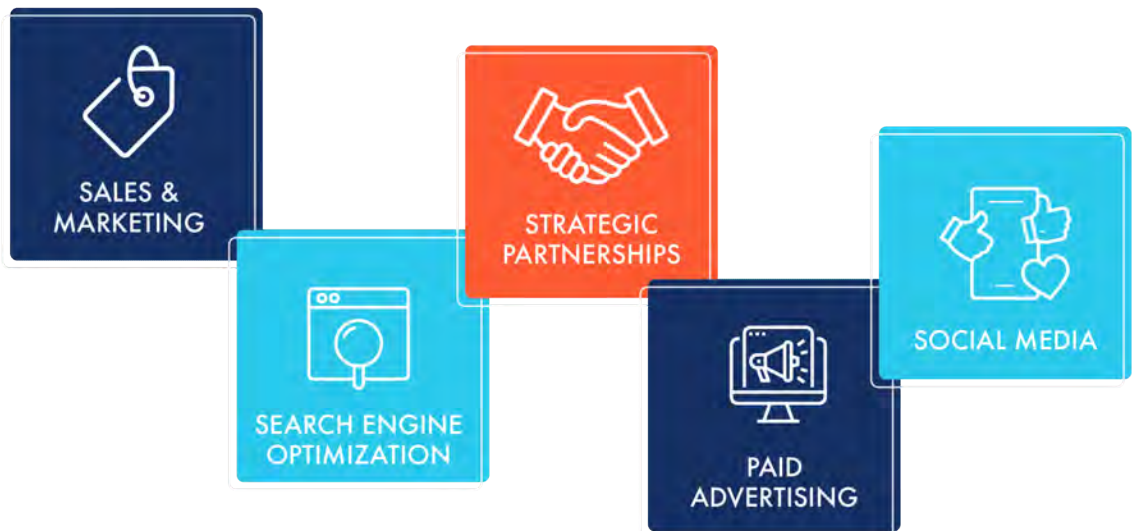 SALES &
MARKETING
SEARCH ENGINE
OPTIMIZATION
STRATEGIC
PARTNERSHIPS
PAID
ADVERTISING
SOCIAL MEDIA